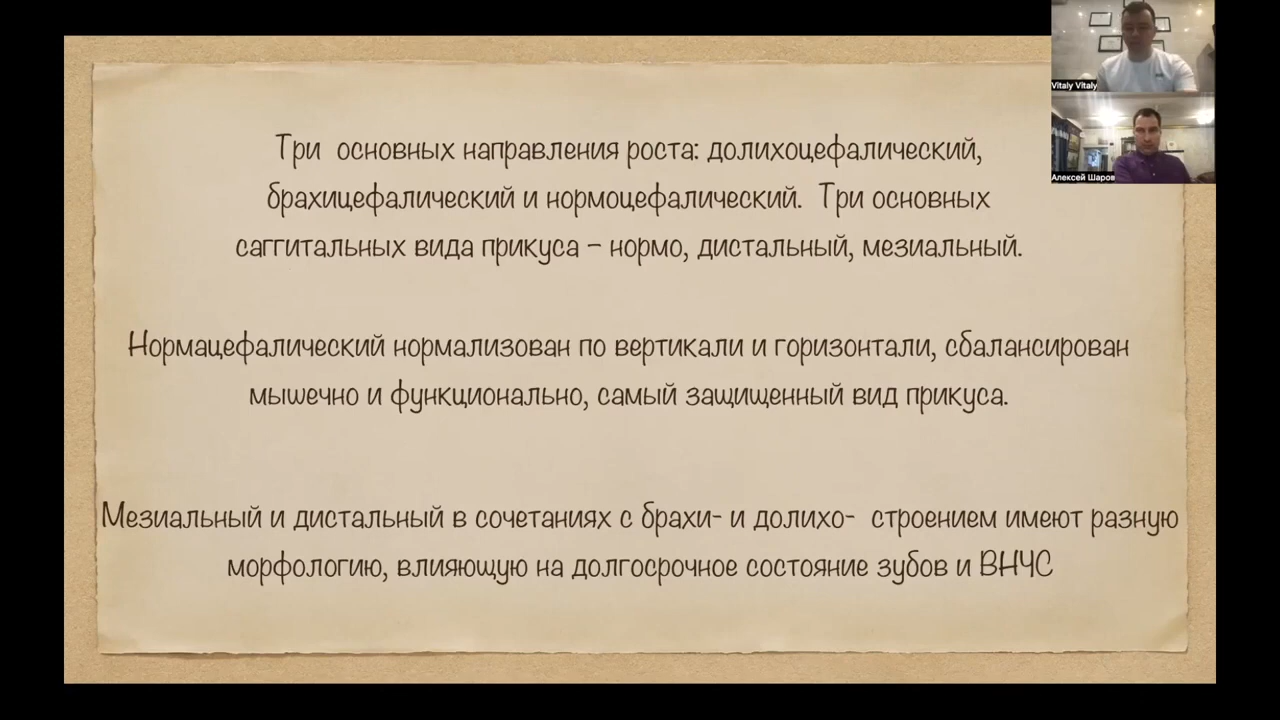 Три основных направления роста: долихоцефалический,
брахицефалический и нормоцефалический. Три основных
саггитальных вида прикуса – нормо, дистальный, мезиальный.
Нормацефалический нормализован по вертикали и горизонтали, сбалансирован
мышечно и функционально, самый защищенный вид прикуса.
Мезиальный и дистальный в сочетаниях с брахи- и долихо- строением имеют разную
морфологию, влияющую на долгосрочное состояние зубов и ВНЧС
Vitaly Vitaly
Алексей Шаров